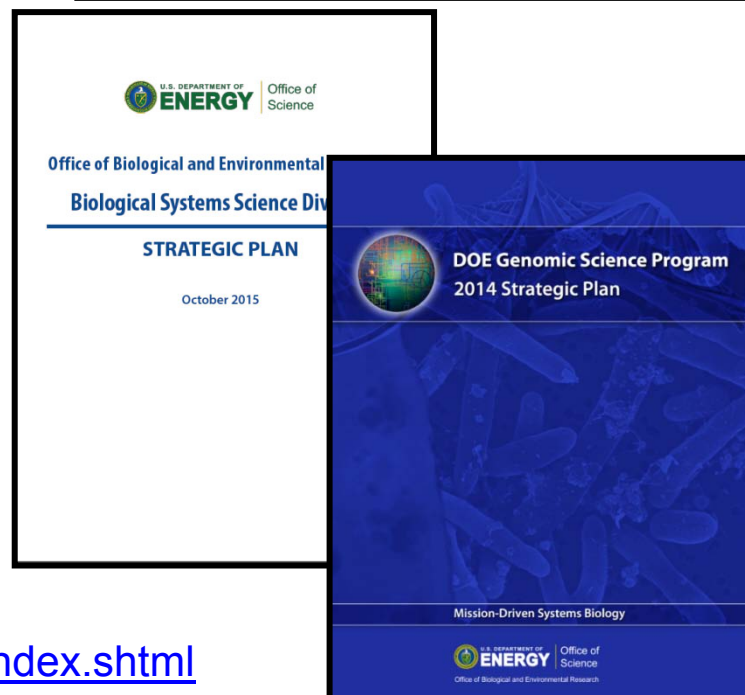 U.S. DEPARTMENT OF
ENERGY
Office of
Science
Office of Biological and Environmental
Biological Systems Science Div
STRATEGIC PLAN
October 2015
DOE Genomic Science Program
2014 Strategic Plan
Mission-Driven Systems Biology
U.S. DEPARTMENT OF
ENERGY
Office of
Science
Office of Biological and Environmental Research
ndex.shtml